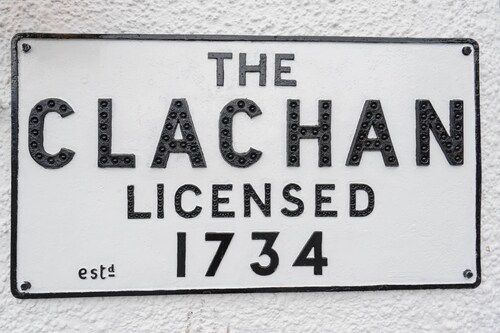 THE
CLACHAN
LICENSED
estd 1734